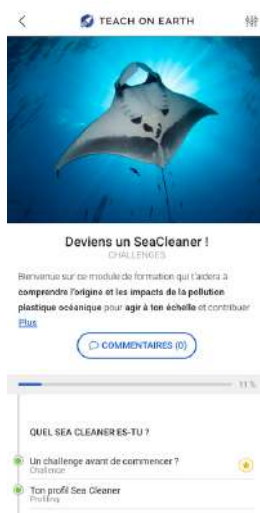 TEACH ON EARTH
Deviens un SeaCleaner !
CHALLENGES
Bienvenue sur ce module de formation qui t'aidera à
comprendre l'origine et les impacts de la pollution
plastique océanique pour agir à ton échelle et contribuer
Plus
COMMENTAIRES (0)
11 %
QUEL SEA CLEANER ES-TU ?
Un challenge avant de commencer ?
Challenge
Ton profil Sea Cleaner
Profiling